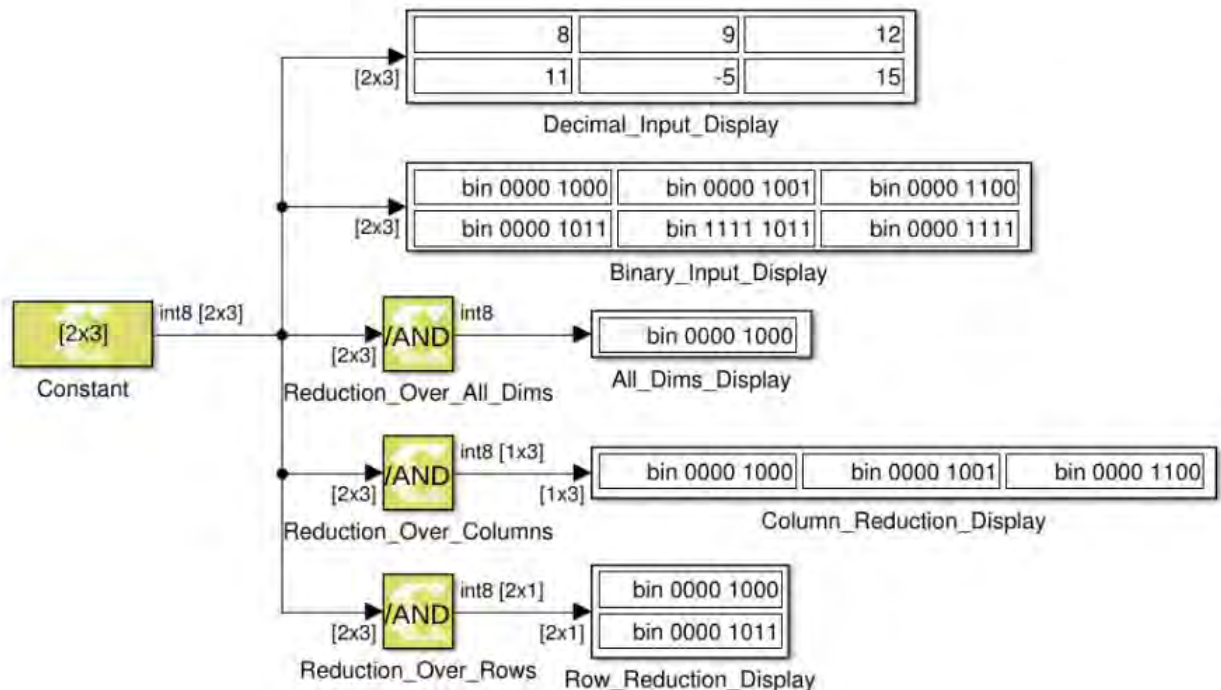 8 9 12
[2x3]
11 -5 15
Decimal_Input_Display
bin 0000 1000 bin 0000 1001 bin 0000 1100
[2x3]
bin 0000 1011 bin 1111 1011 bin 0000 1111
Binary_Input_Display
[2x3]
int8 [2x3]
Constant
[2x3]
/AND
int8
bin 0000 1000
Reduction_Over_All_Dims
All_Dims_Display
[2x3]
/AND
int8 [1x3]
[1x3]
bin 0000 1000 bin 0000 1001 bin 0000 1100
Reduction_Over_Columns
Column_Reduction_Display
[2x3]
/AND
int8 [2x1]
[2x1]
bin 0000 1000
bin 0000 1011
Reduction_Over_Rows
Row_Reduction_Display